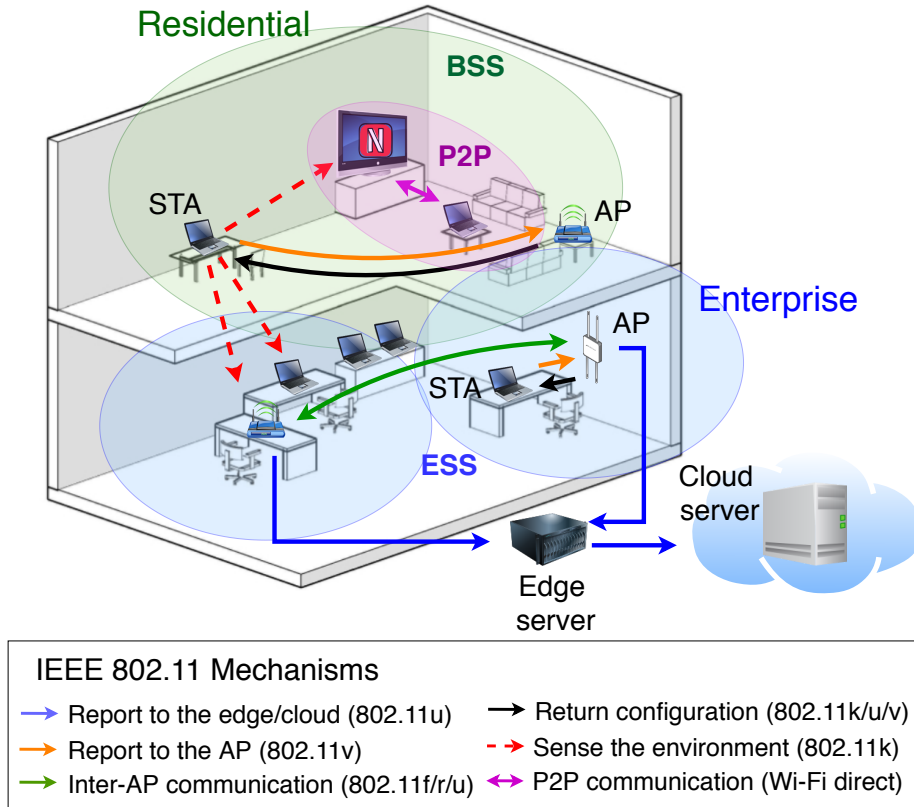 Residential
BSS
N
P2P
STA
AP
Enterprise
AP
STA
ESS
Cloud
server
Edge
server
IEEE 802.11 Mechanisms
Report to the edge/cloud (802.11u)
Return configuration (802.11k/u/v)
Report to the AP (802.11v)
Sense the environment (802.11k)
Inter-AP communication (802.11f/r/u)
P2P communication (Wi-Fi direct)